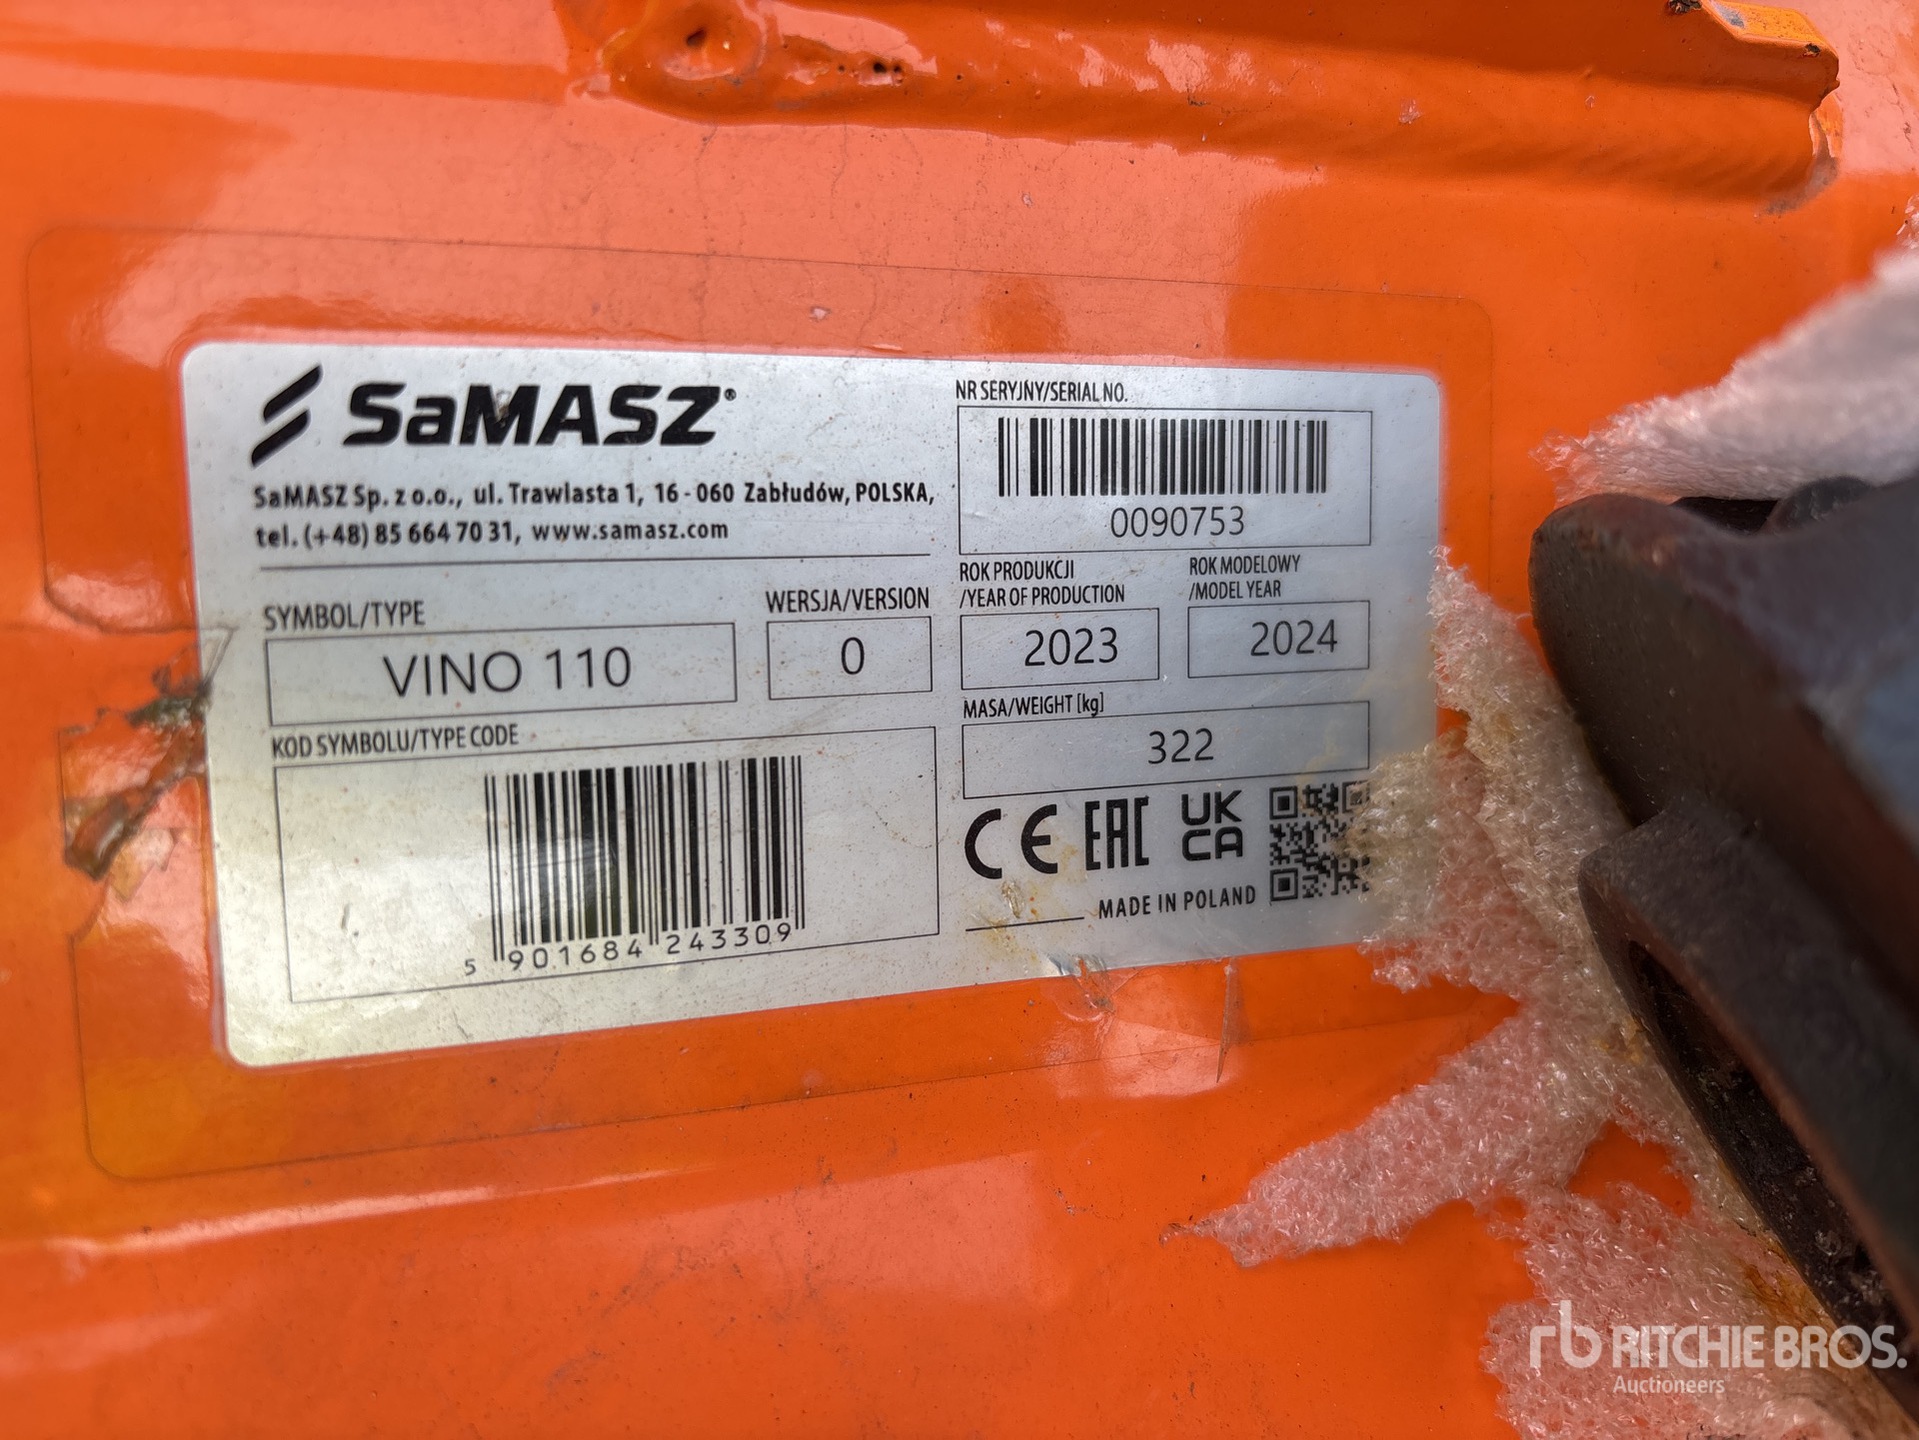 SaMASZ®
SaMASZ Sp. z o.o., ul. Trawiasta 1, 16-060 Zabłudów, POLSKA,
tel. (+48) 85 664 70 31, www.samasz.com
NR SERYJNY/SERIAL NO.
0090753
SYMBOL/TYPE
VINO 110
WERSJA/VERSION
0
ROK PRODUKCJI
/YEAR OF PRODUCTION
2023
ROK MODELOWY
/MODEL YEAR
2024
KOD SYMBOLU/TYPE CODE
5 901684 243309
MASA/WEIGHT [kg]
322
CE EAC UK
CA
MADE IN POLAND
rb RITCHIE BROS.
Auctioneers